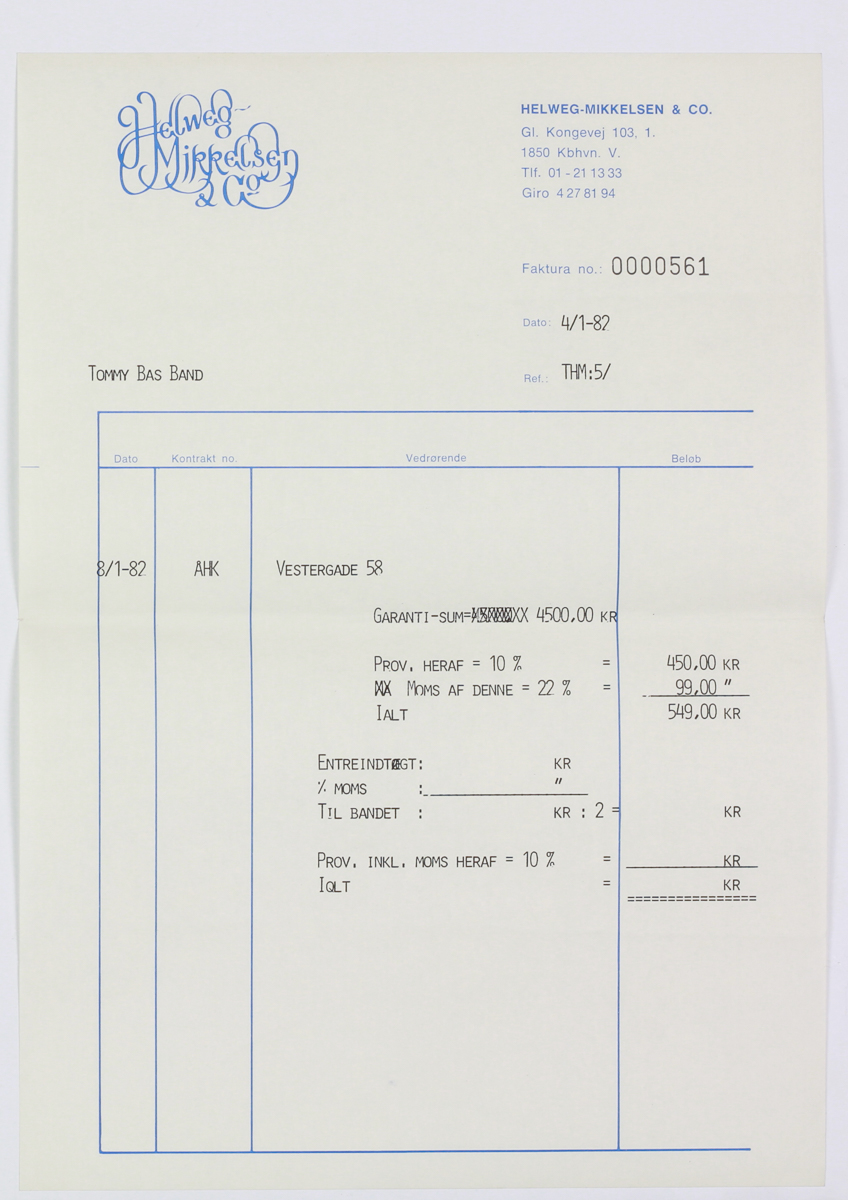 Helweg-
Mikkelsen
& Co
HELWEG-MIKKELSEN & CO.
Gl. Kongevej 103, 1.
1850 Kbhvn. V.
Tlf. 01-21 13 33
Giro 4 27 81 94
Faktura no.: 0000561
Dato: 4/1-82
TOMMY BAS BAND
Ref.: THM:5/
Dato Kontrakt no. Vedrørende Beløb
8/1-82 ÅHK VESTERGADE 58
GARANTI-SUM= 4500,00 KR
PROV. HERAF = 10 % = 450,00 KR
XX MOMS AF DENNE = 22 % = 99,00 "
IALT 549,00 KR
ENTREINDTÆGT: KR
% MOMS : "
TIL BANDET : KR : 2 = KR
PROV. INKL. MOMS HERAF = 10 % = KR
IQLT = KR
================